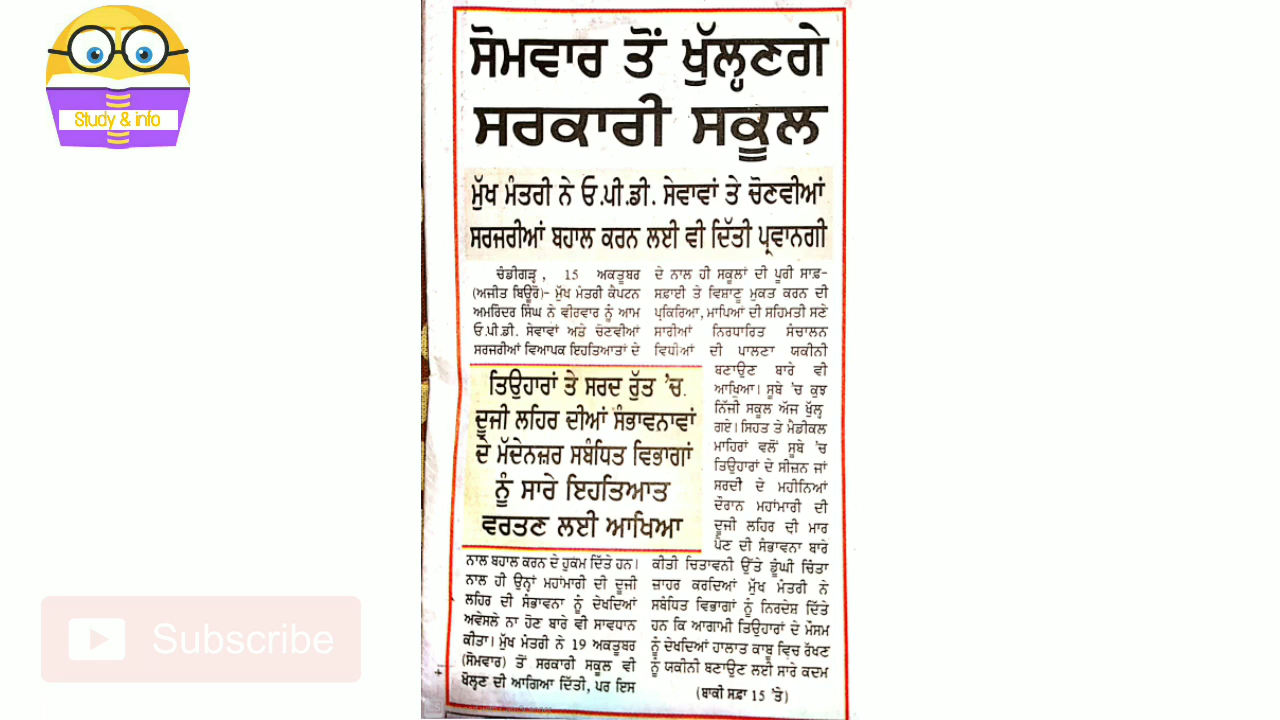 Study & info
ਸੋਮਵਾਰ ਤੋਂ ਖੁੱਲ੍ਹਣਗੇ
ਸਰਕਾਰੀ ਸਕੂਲ
ਮੁੱਖ ਮੰਤਰੀ ਨੇ ਓ.ਪੀ.ਡੀ. ਸੇਵਾਵਾਂ ਤੇ ਚੋਣਵੀਆਂ
ਸਰਜਰੀਆਂ ਬਹਾਲ ਕਰਨ ਲਈ ਵੀ ਦਿੱਤੀ ਪ੍ਰਵਾਨਗੀ
ਚੰਡੀਗੜ੍ਹ, 15 ਅਕਤੂਬਰ
(ਅਜੀਤ ਬਿਊਰੋ)- ਮੁੱਖ ਮੰਤਰੀ ਕੈਪਟਨ
ਅਮਰਿੰਦਰ ਸਿੰਘ ਨੇ ਵੀਰਵਾਰ ਨੂੰ ਆਮ
ਓ.ਪੀ.ਡੀ. ਸੇਵਾਵਾਂ ਅਤੇ ਚੋਣਵੀਆਂ
ਸਰਜਰੀਆਂ ਵਿਆਪਕ ਇਹਤਿਆਤਾਂ ਦੇ
ਤਿਉਹਾਰਾਂ ਤੇ ਸਰਦ ਰੁੱਤ 'ਚ
ਦੂਜੀ ਲਹਿਰ ਦੀਆਂ ਸੰਭਾਵਨਾਵਾਂ
ਦੇ ਮੱਦੇਨਜ਼ਰ ਸਬੰਧਿਤ ਵਿਭਾਗਾਂ
ਨੂੰ ਸਾਰੇ ਇਹਤਿਆਤ
ਵਰਤਣ ਲਈ ਆਖਿਆ
ਨਾਲ ਬਹਾਲ ਕਰਨ ਦੇ ਹੁਕਮ ਦਿੱਤੇ ਹਨ।
ਨਾਲ ਹੀ ਉਨ੍ਹਾਂ ਮਹਾਂਮਾਰੀ ਦੀ ਦੂਜੀ
ਲਹਿਰ ਦੀ ਸੰਭਾਵਨਾ ਨੂੰ ਦੇਖਦਿਆਂ
ਅਵੇਸਲੇ ਨਾ ਹੋਣ ਬਾਰੇ ਵੀ ਸਾਵਧਾਨ
ਕੀਤਾ। ਮੁੱਖ ਮੰਤਰੀ ਨੇ 19 ਅਕਤੂਬਰ
(ਸੋਮਵਾਰ) ਤੋਂ ਸਰਕਾਰੀ ਸਕੂਲ ਵੀ
ਖੋਲ੍ਹਣ ਦੀ ਆਗਿਆ ਦਿੱਤੀ, ਪਰ ਇਸ
ਦੇ ਨਾਲ ਹੀ ਸਕੂਲਾਂ ਦੀ ਪੂਰੀ ਸਾਫ਼-
ਸਫ਼ਾਈ ਤੇ ਵਿਸ਼ਾਣੂ ਮੁਕਤ ਕਰਨ ਦੀ
ਪ੍ਰਕਿਰਿਆ, ਮਾਪਿਆਂ ਦੀ ਸਹਿਮਤੀ ਸਣੇ
ਸਾਰੀਆਂ ਨਿਰਧਾਰਿਤ ਸੰਚਾਲਨ
ਵਿਧੀਆਂ ਦੀ ਪਾਲਣਾ ਯਕੀਨੀ
ਬਣਾਉਣ ਬਾਰੇ ਵੀ
ਆਖਿਆ। ਸੂਬੇ 'ਚ ਕੁਝ
ਨਿੱਜੀ ਸਕੂਲ ਅੱਜ ਖੁੱਲ੍ਹ
ਗਏ। ਸਿਹਤ ਤੇ ਮੈਡੀਕਲ
ਮਾਹਿਰਾਂ ਵਲੋਂ ਸੂਬੇ 'ਚ
ਤਿਉਹਾਰਾਂ ਦੇ ਸੀਜ਼ਨ ਜਾਂ
ਸਰਦੀ ਦੇ ਮਹੀਨਿਆਂ
ਦੌਰਾਨ ਮਹਾਂਮਾਰੀ ਦੀ
ਦੂਜੀ ਲਹਿਰ ਦੀ ਮਾਰ
ਪੈਣ ਦੀ ਸੰਭਾਵਨਾ ਬਾਰੇ
ਕੀਤੀ ਚਿਤਾਵਨੀ ਉੱਤੇ ਡੂੰਘੀ ਚਿੰਤਾ
ਜ਼ਾਹਰ ਕਰਦਿਆਂ ਮੁੱਖ ਮੰਤਰੀ ਨੇ
ਸਬੰਧਿਤ ਵਿਭਾਗਾਂ ਨੂੰ ਨਿਰਦੇਸ਼ ਦਿੱਤੇ
ਹਨ ਕਿ ਆਗਾਮੀ ਤਿਉਹਾਰਾਂ ਦੇ ਮੌਸਮ
ਨੂੰ ਦੇਖਦਿਆਂ ਹਾਲਾਤ ਕਾਬੂ ਵਿਚ ਰੱਖਣ
ਨੂੰ ਯਕੀਨੀ ਬਣਾਉਣ ਲਈ ਸਾਰੇ ਕਦਮ
(ਬਾਕੀ ਸਫ਼ਾ 15 'ਤੇ)
Subscribe